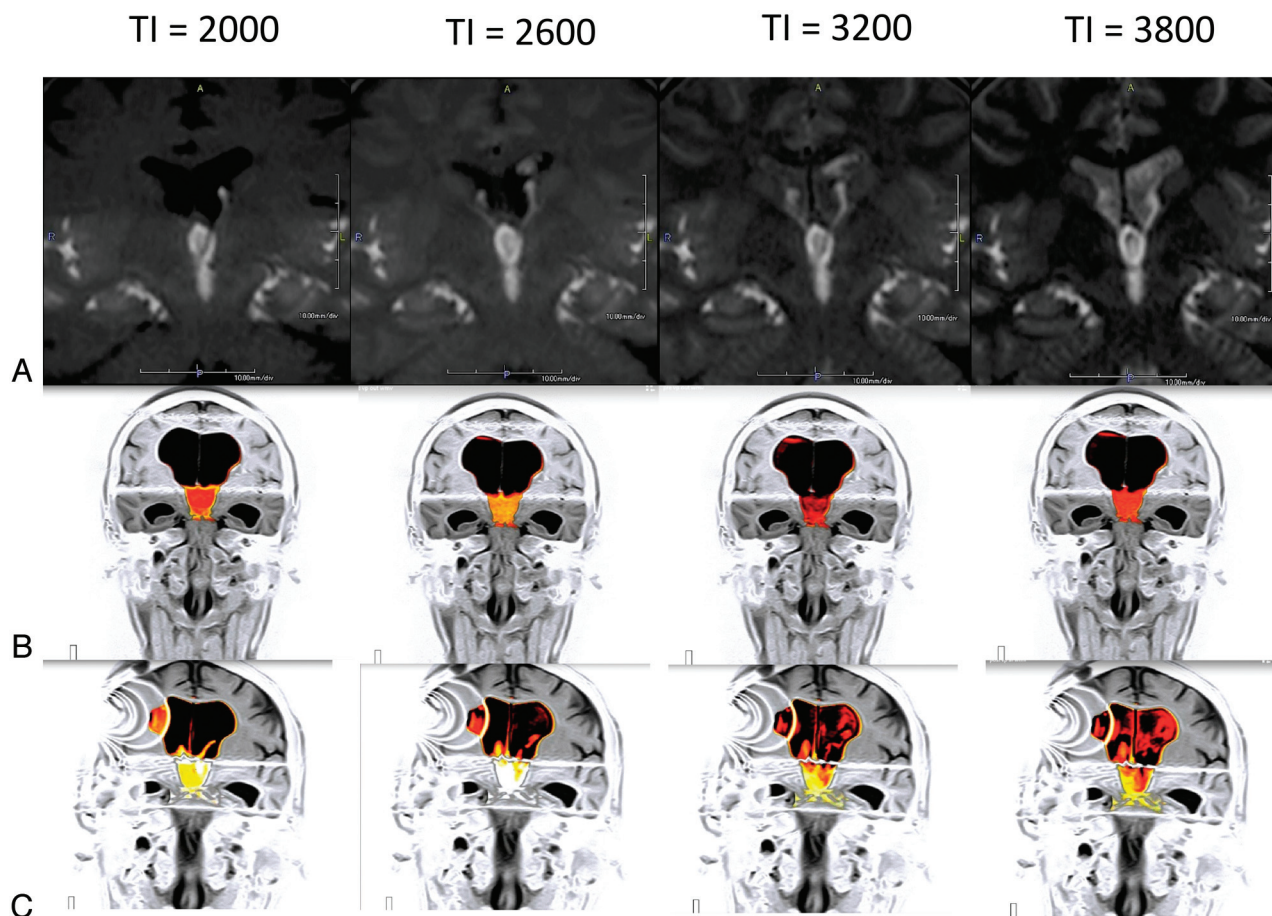 TI = 2000 TI = 2600 TI = 3200 TI = 3800
A A A A
R L R L R L R L
10.00mm/div 10.00mm/div 10.00mm/div 10.00mm/div
P P P P
10.00mm/div 10.00mm/div 10.00mm/div 10.00mm/div
A
B
C